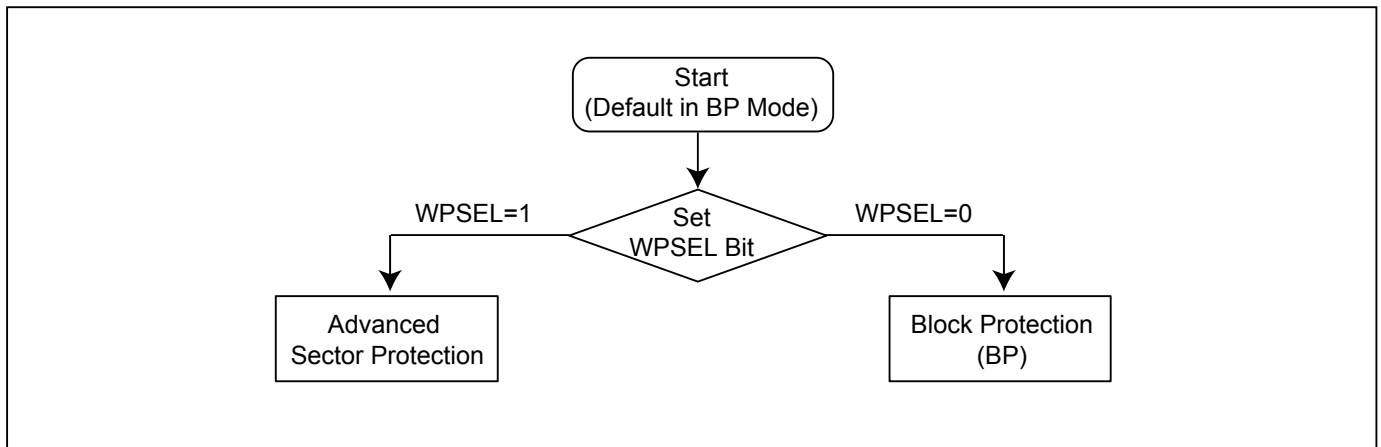 Start
(Default in BP Mode)
WPSEL=1
Set
WPSEL Bit
WPSEL=0
Advanced
Sector Protection
Block Protection
(BP)